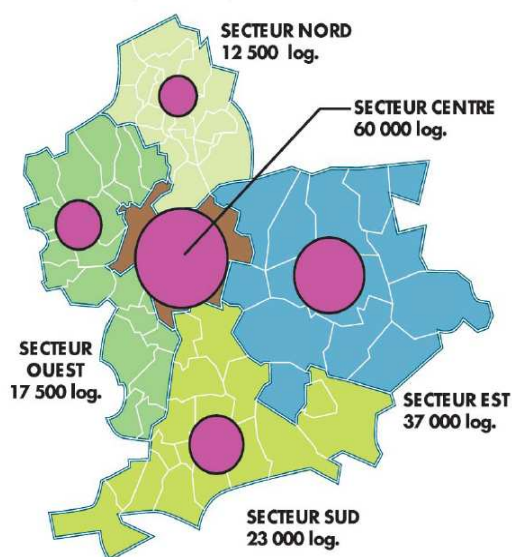 SECTEUR NORD
12 500 log.
SECTEUR CENTRE
60 000 log.
SECTEUR
OUEST
17 500 log.
SECTEUR EST
37 000 log.
SECTEUR SUD
23 000 log.